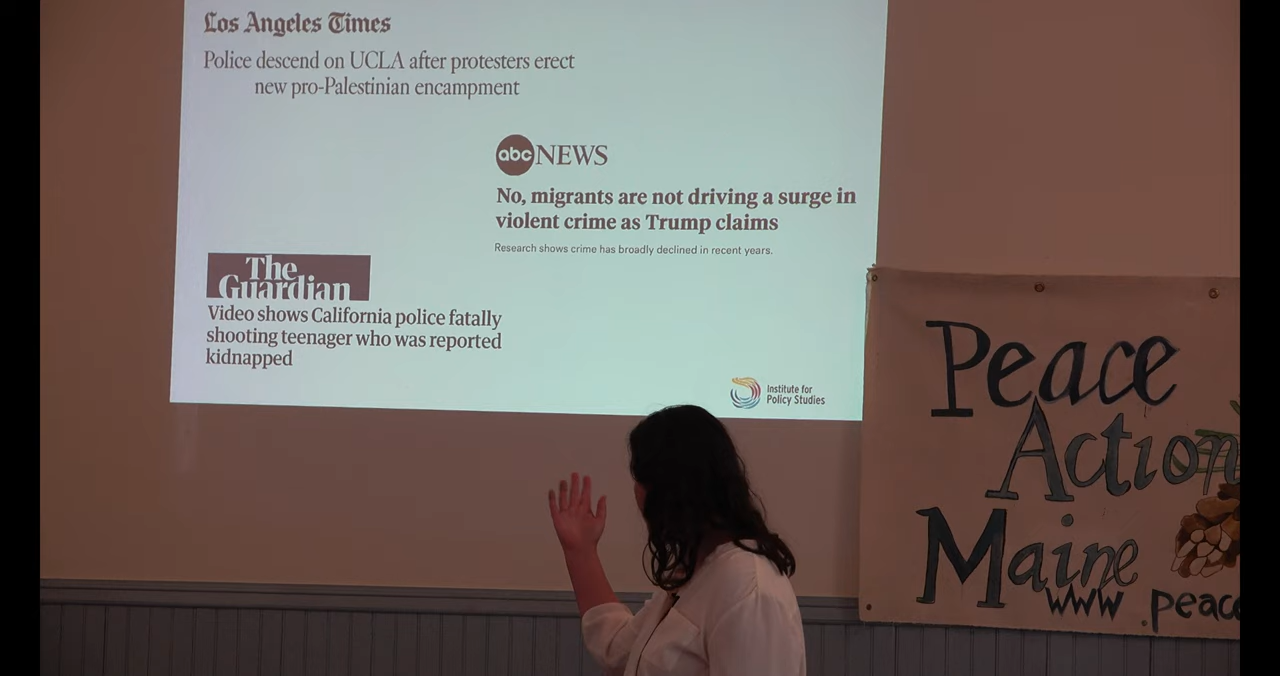 Los Angeles Times
Police descend on UCLA after protesters erect
new pro-Palestinian encampment
abc NEWS
No, migrants are not driving a surge in
violent crime as Trump claims
Research shows crime has broadly declined in recent years.
The
Guardian
Video shows California police fatally
shooting teenager who was reported
kidnapped
Institute for
Policy Studies
Peace
Action
Maine
www.peac